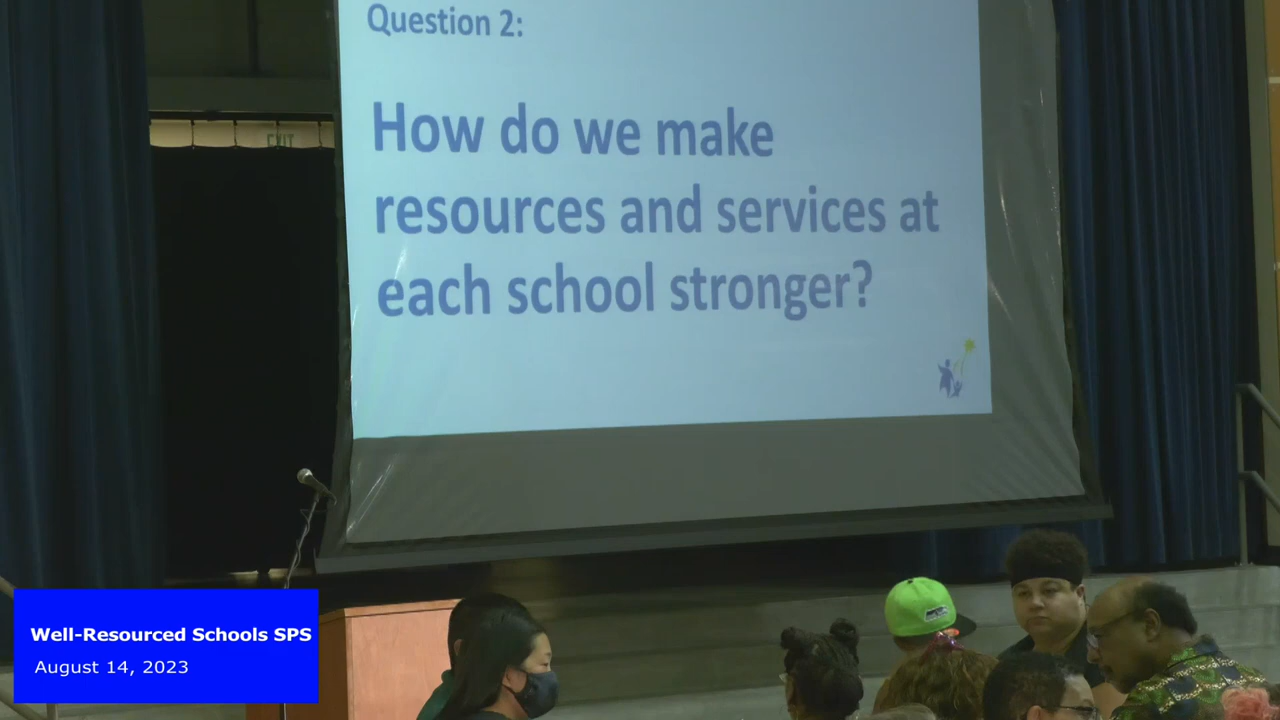 Question 2:
How do we make
resources and services at
each school stronger?
EXIT
Well-Resourced Schools SPS
August 14, 2023